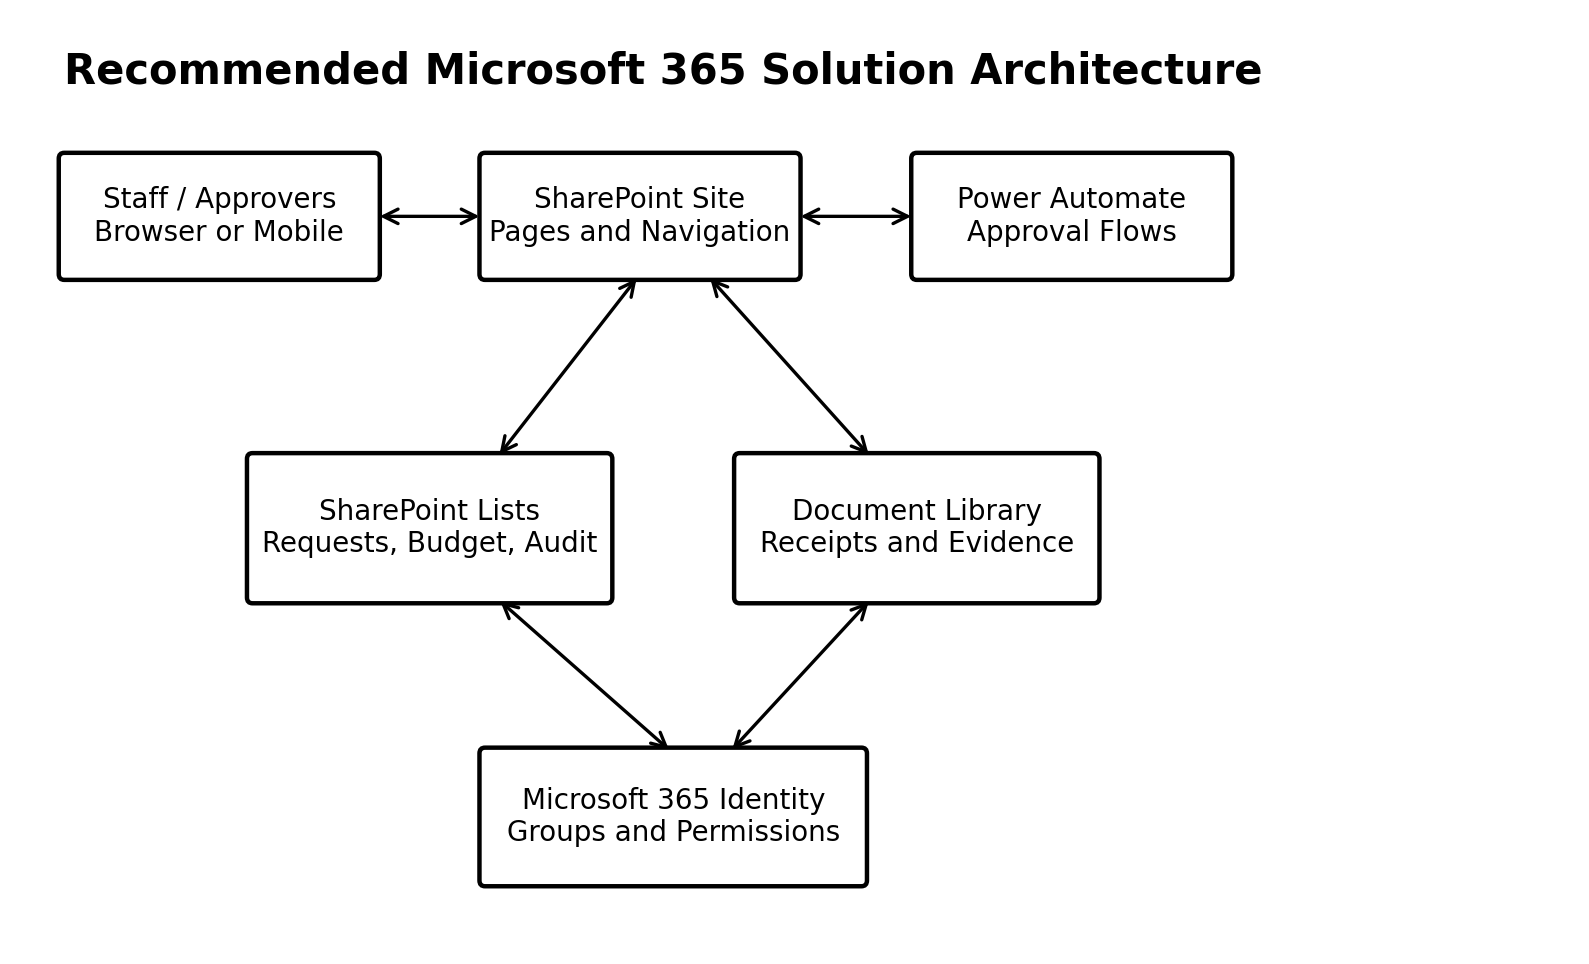 Recommended Microsoft 365 Solution Architecture
Staff / Approvers
Browser or Mobile
SharePoint Site
Pages and Navigation
Power Automate
Approval Flows
SharePoint Lists
Requests, Budget, Audit
Document Library
Receipts and Evidence
Microsoft 365 Identity
Groups and Permissions